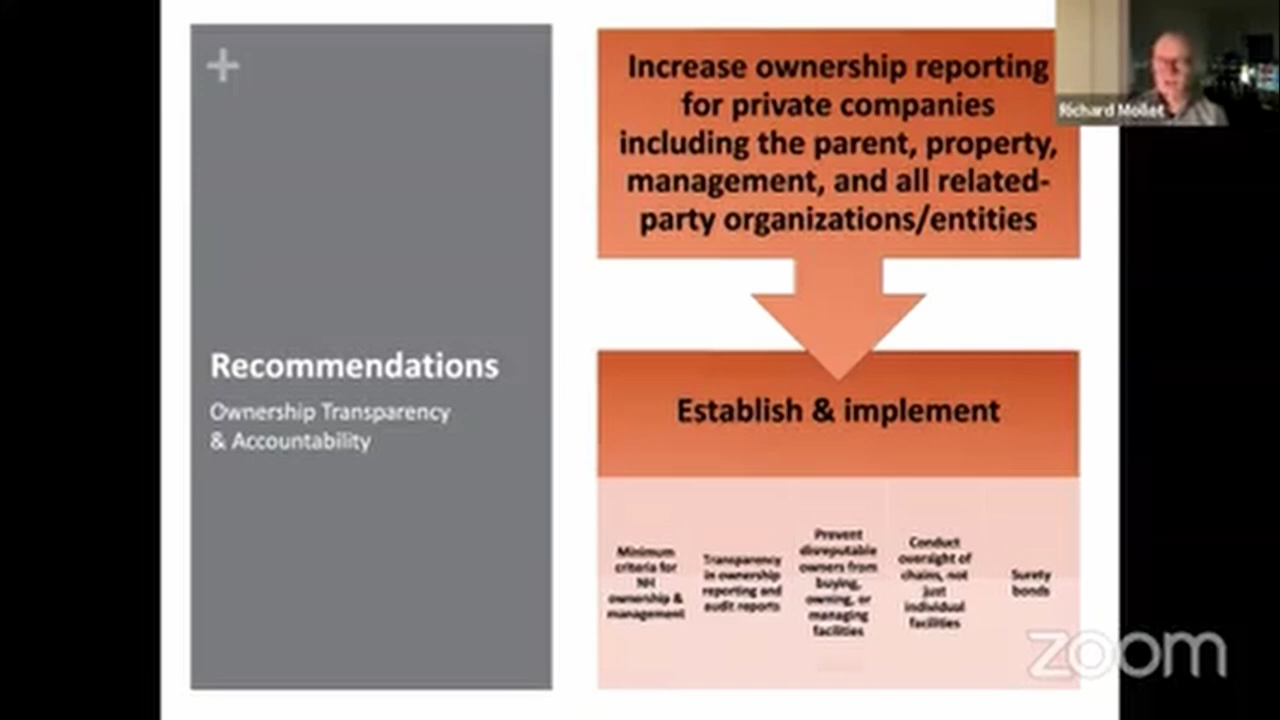 +
Recommendations
Ownership Transparency
& Accountability
Increase ownership reporting
for private companies
including the parent, property,
management, and all related-
party organizations/entities
Establish & implement
Minimum
criteria for
NH
ownership &
management
Transparency
in ownership
reporting and
audit reports
Prevent
disreputable
owners from
buying,
owning, or
managing
facilities
Conduct
oversight of
chains, not
just
individual
facilities
Surety
bonds
Richard Mollot
zoom